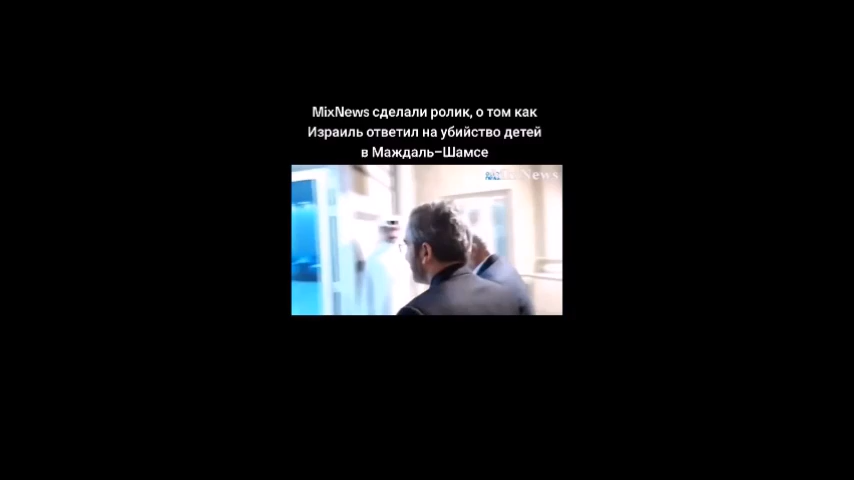 MixNews сделали ролик, о том как
Израиль ответил на убийство детей
в Маждаль-Шамсе